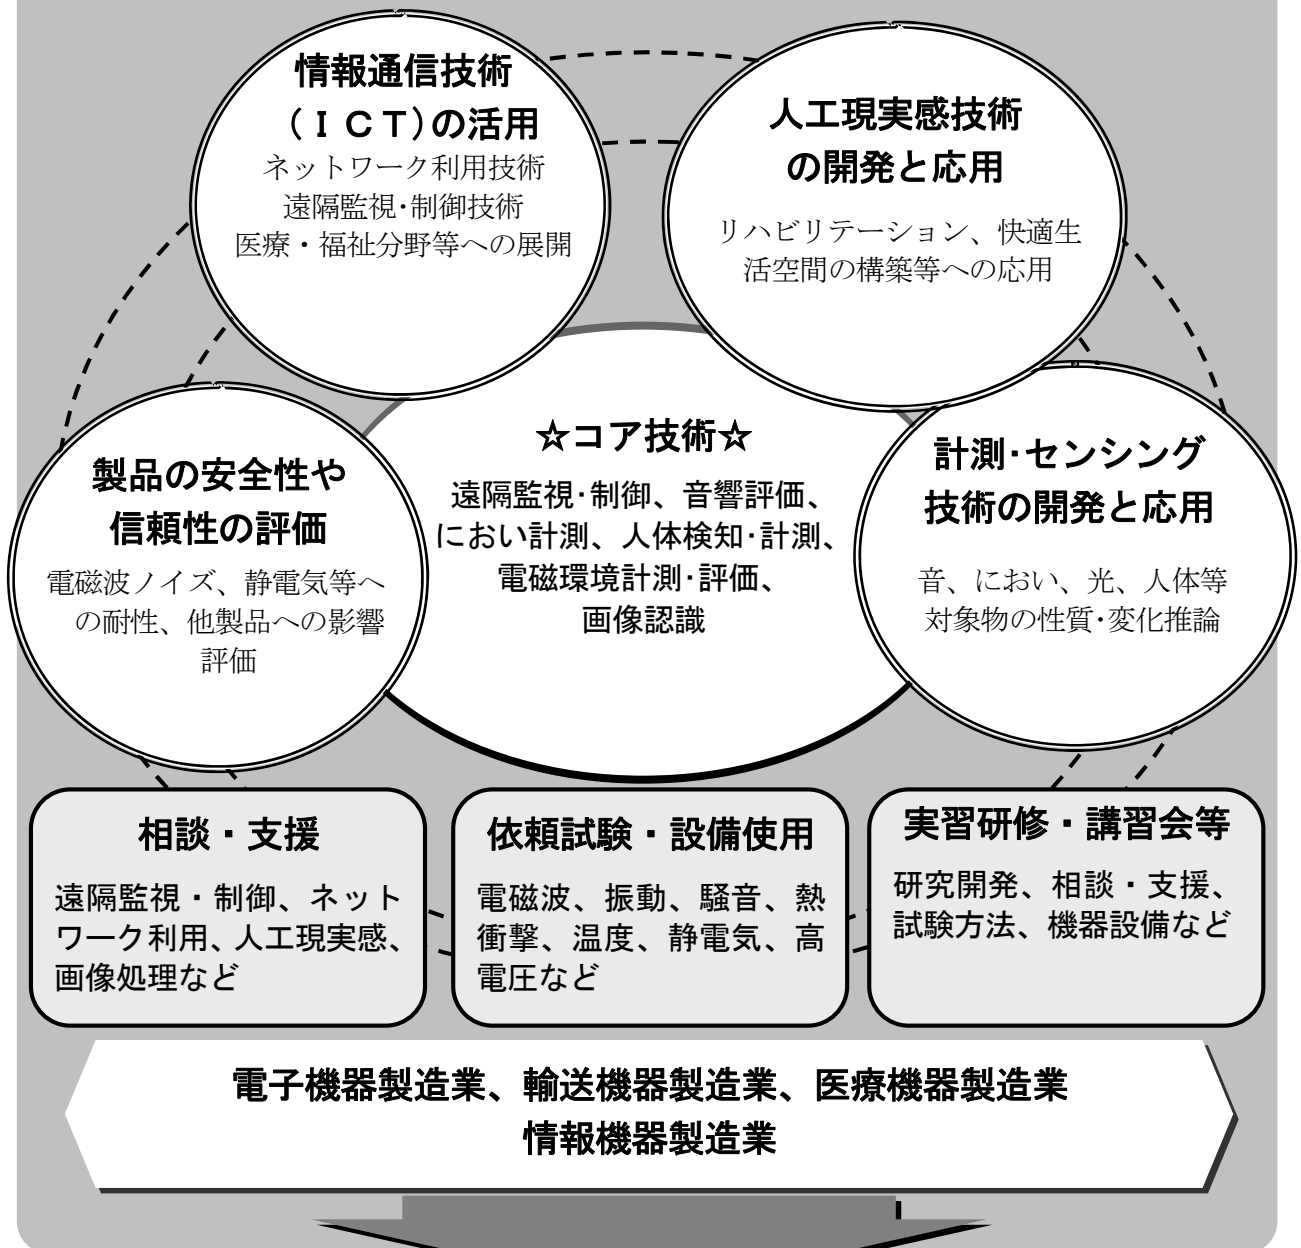 情報通信技術
(ＩＣＴ)の活用
ネットワーク利用技術
遠隔監視･制御技術
医療・福祉分野等への展開
人工現実感技術
の開発と応用
リハビリテーション、快適生
活空間の構築等への応用
製品の安全性や
信頼性の評価
電磁波ノイズ、静電気等へ
の耐性、他製品への影響
評価
☆コア技術☆
遠隔監視･制御、音響評価、
におい計測、人体検知･計測、
電磁環境計測･評価、
画像認識
計測･センシング
技術の開発と応用
音、におい、光、人体等
対象物の性質･変化推論
相談・支援
遠隔監視・制御、ネット
ワーク利用、人工現実感、
画像処理など
依頼試験・設備使用
電磁波、振動、騒音、熱
衝撃、温度、静電気、高
電圧など
実習研修・講習会等
研究開発、相談・支援、
試験方法、機器設備など
電子機器製造業、輸送機器製造業、医療機器製造業
情報機器製造業